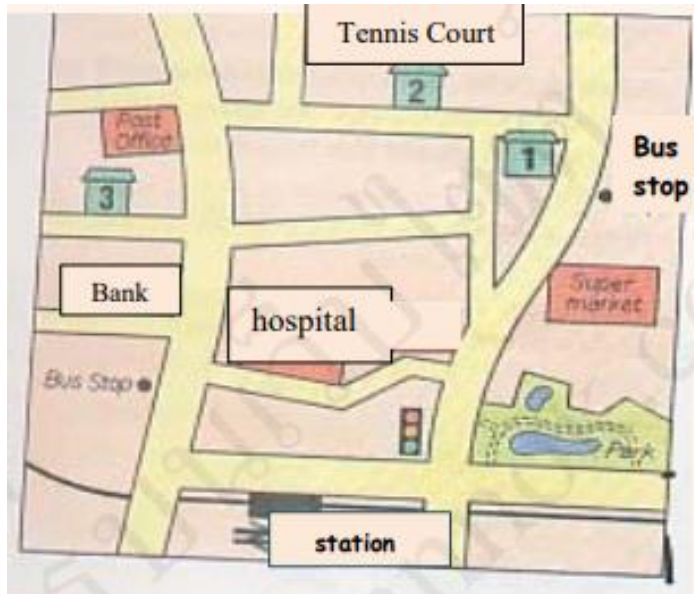 Tennis Court
2
Post
Office
1
Bus
stop
3
Bank
Super
market
hospital
Bus Stop
Park
station